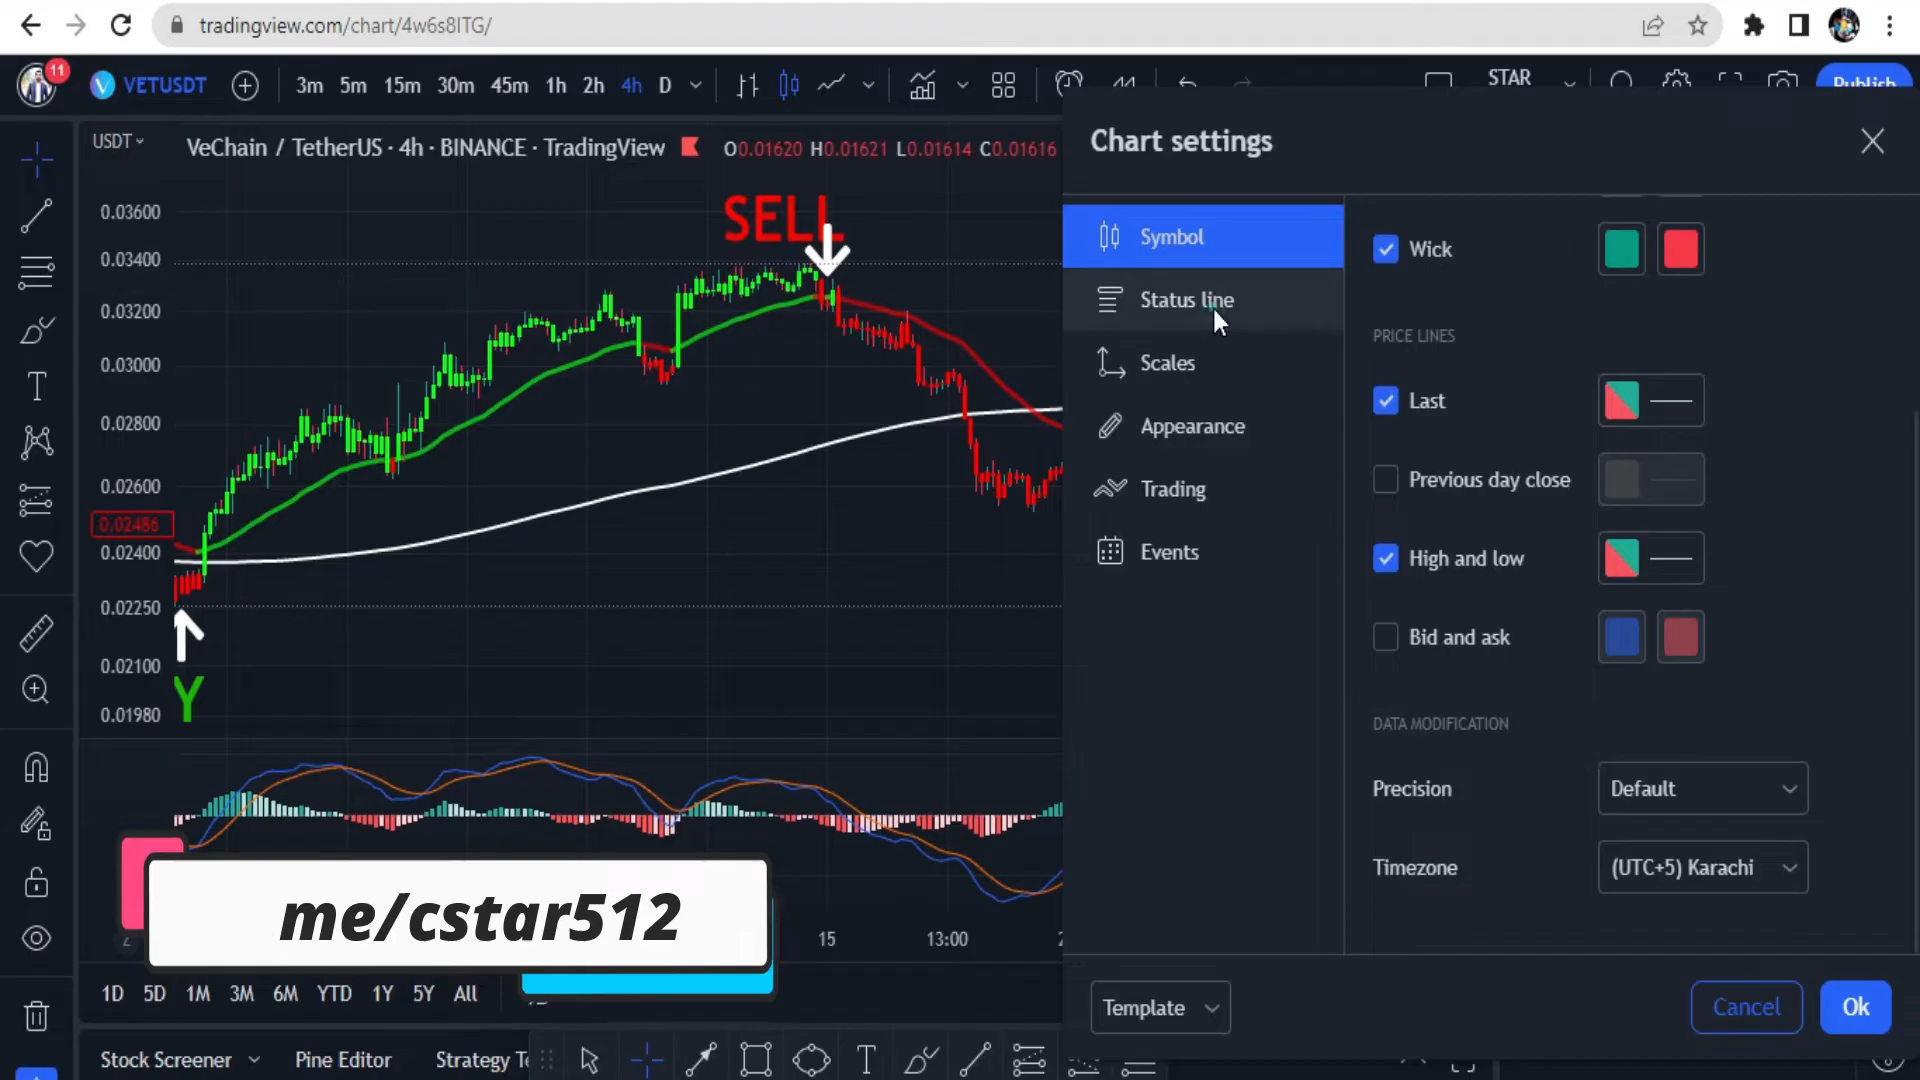 tradingview.com/chart/4w6s8ITG/
11
VETUSDT
3m 5m 15m 30m 45m 1h 2h 4h D
STAR
Publish
USDT
VeChain / TetherUS · 4h · BINANCE · TradingView
O0.01620 H0.01621 L0.01614 C0.01616
0.03600
0.03400
0.03200
0.03000
0.02800
0.02600
0.02486
0.02400
0.02250
0.02100
0.01980
SELL
Y
me/cstar512
15 13:00
1D 5D 1M 3M 6M YTD 1Y 5Y All
Stock Screener Pine Editor Strategy Te
Chart settings
Symbol
Status line
Scales
Appearance
Trading
Events
Wick
PRICE LINES
Last
Previous day close
High and low
Bid and ask
DATA MODIFICATION
Precision Default
Timezone (UTC+5) Karachi
Template
Cancel Ok